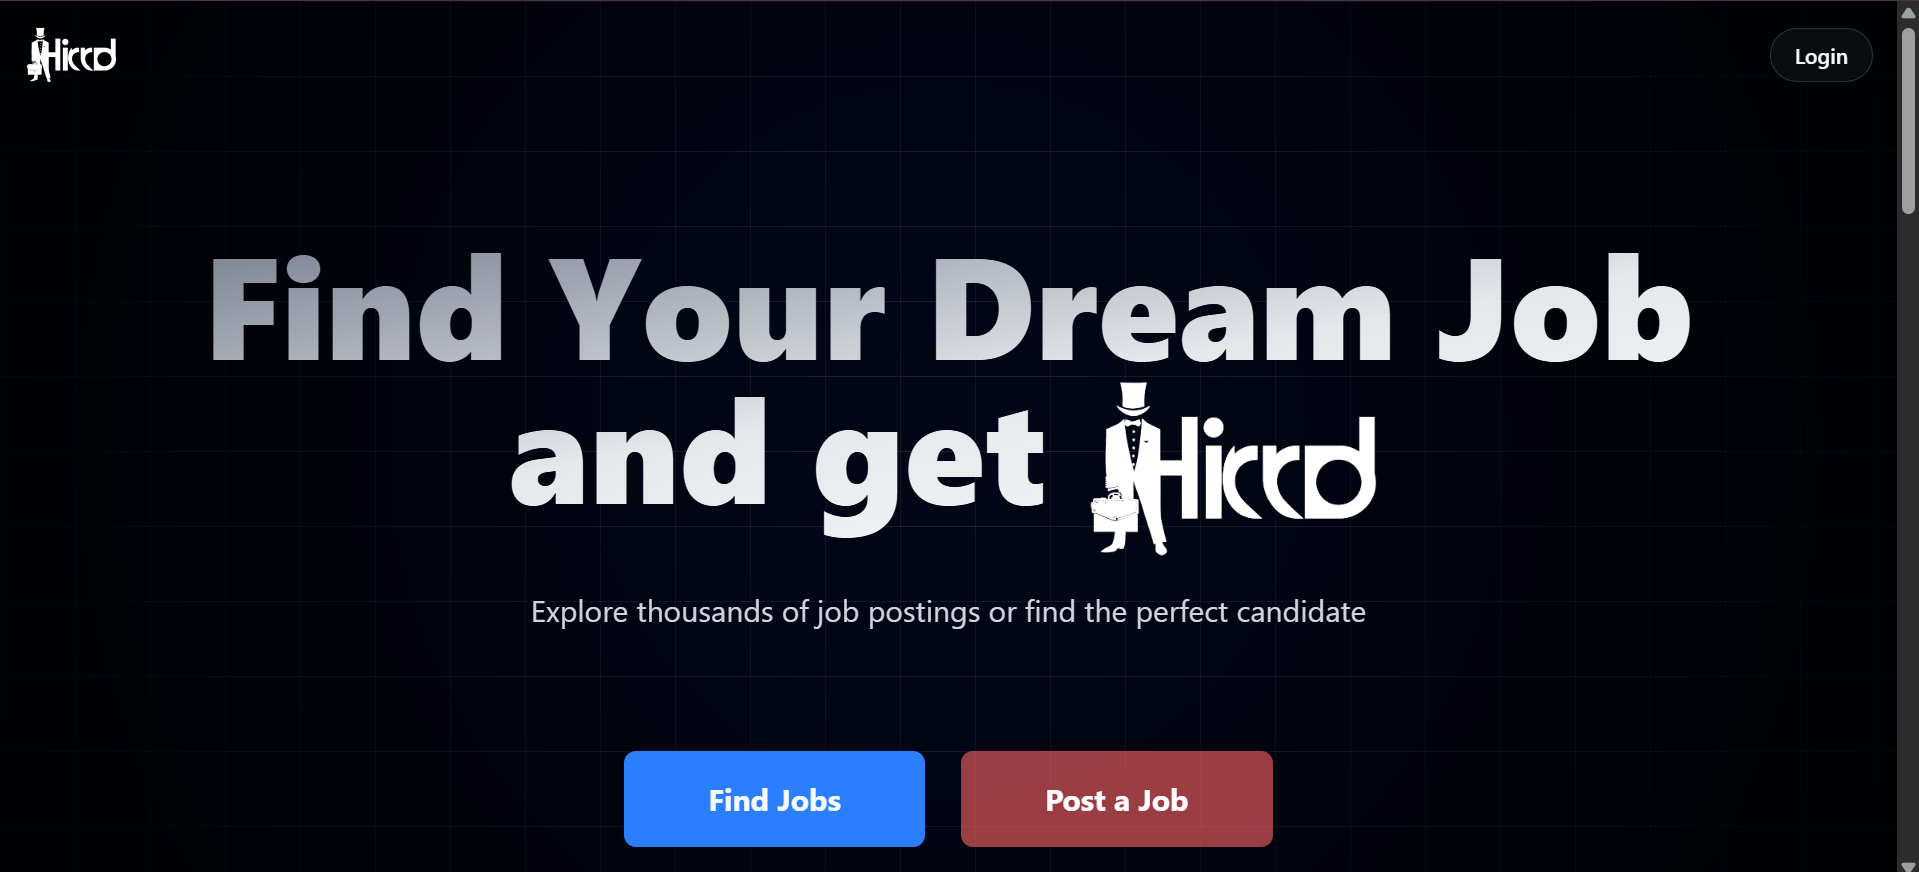 Hirrd
Login
Find Your Dream Job
and get Hirrd
Explore thousands of job postings or find the perfect candidate
Find Jobs
Post a Job